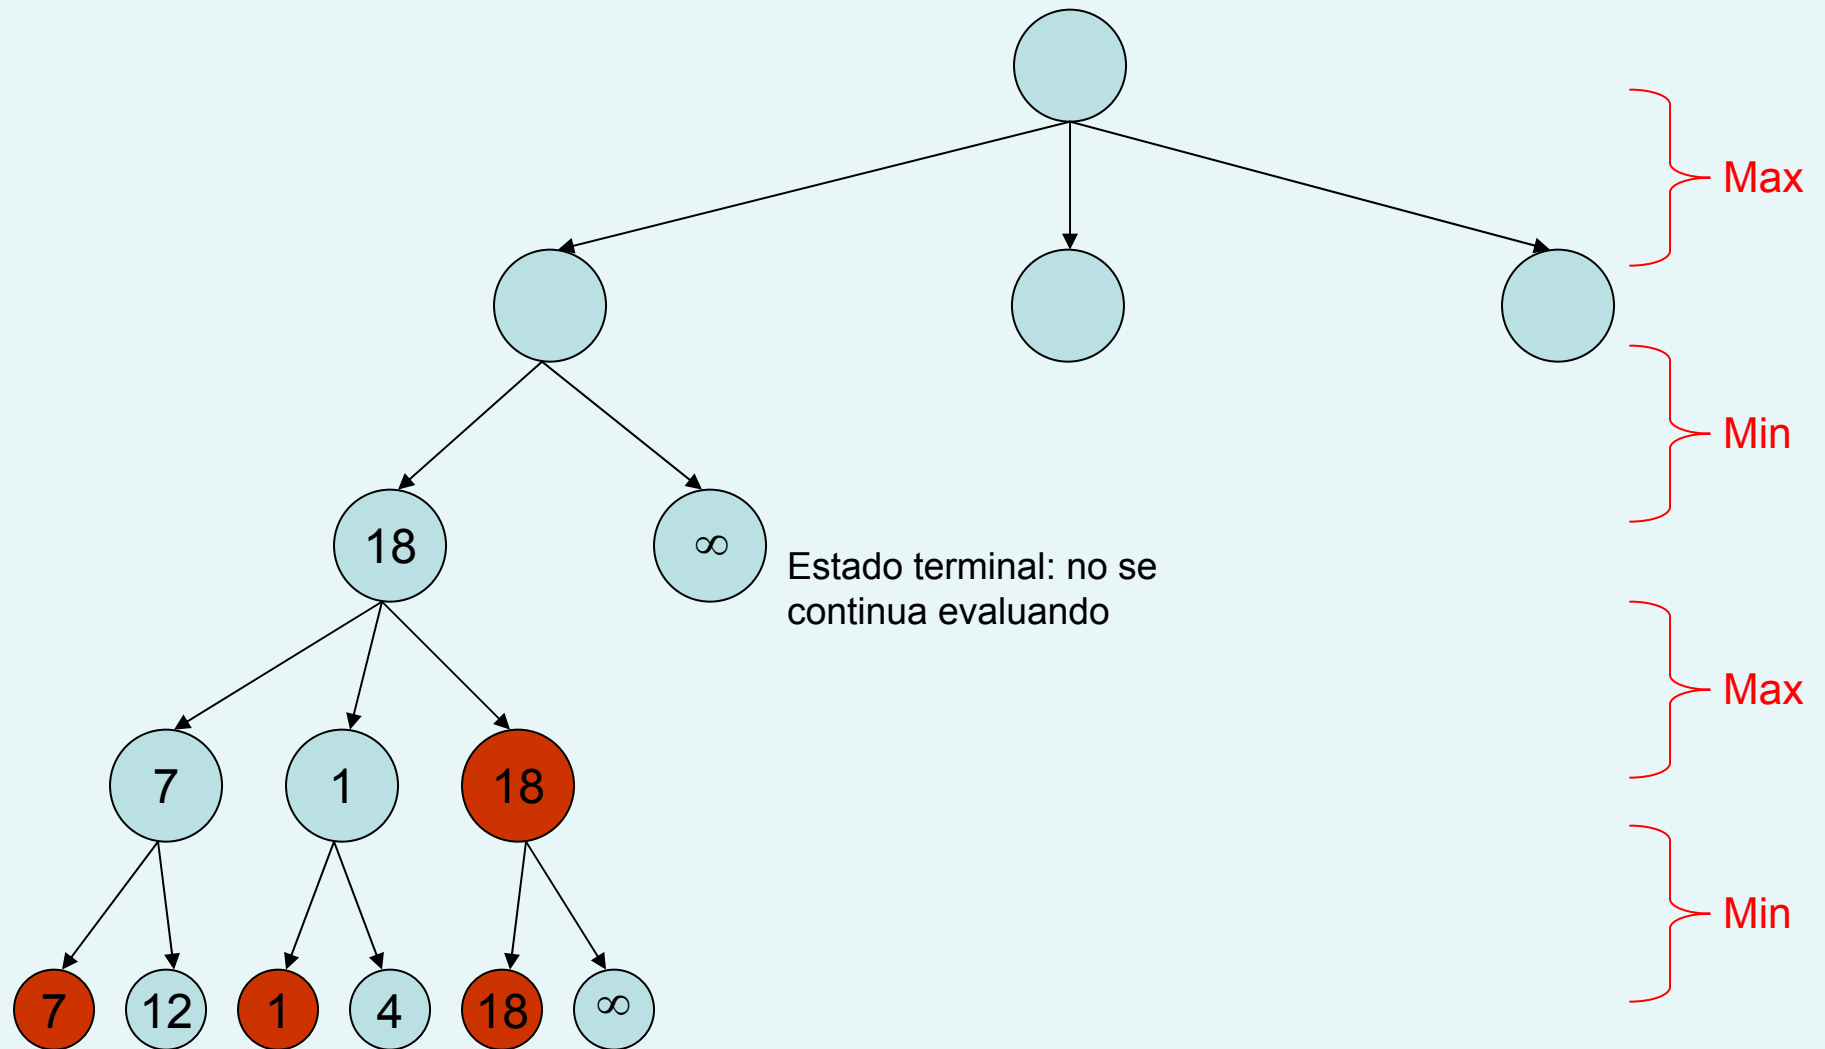 Max
Min
18
∞
Estado terminal: no se
continua evaluando
Max
7
1
18
Min
7
12
1
4
18
∞